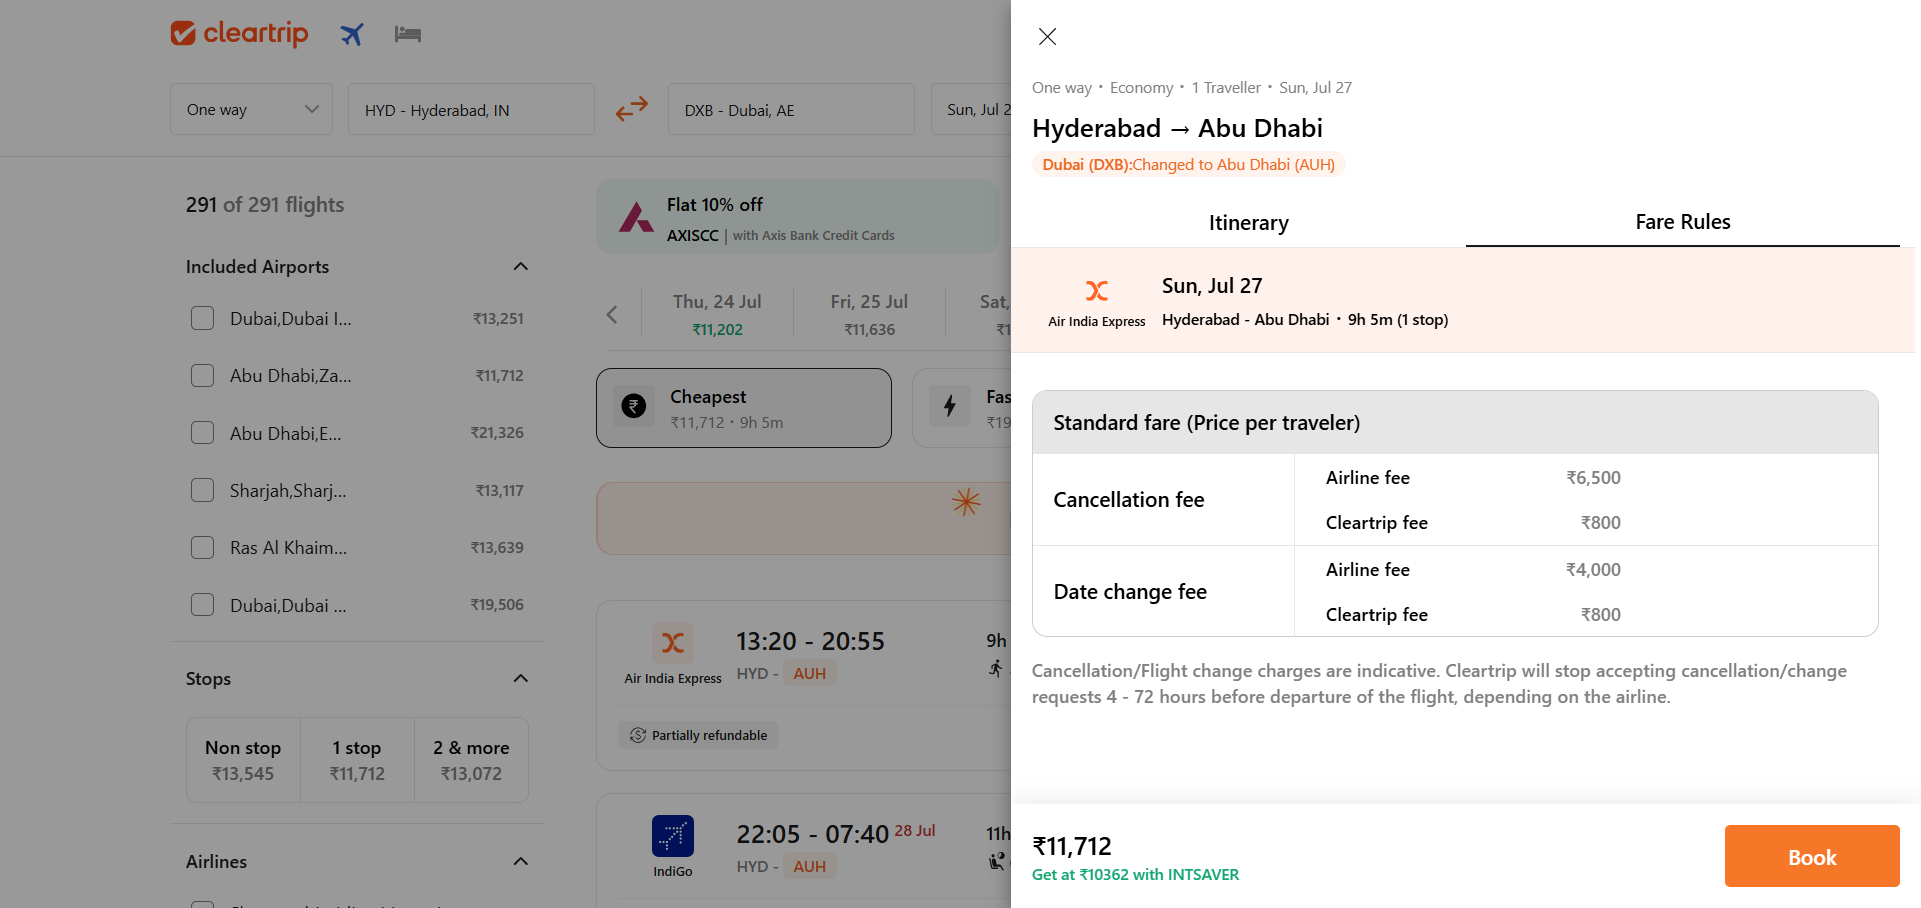 cleartrip
One way
HYD - Hyderabad, IN
DXB - Dubai, AE
Sun, Jul 2
291 of 291 flights
Included Airports
Dubai,Dubai I... ₹13,251
Abu Dhabi,Za... ₹11,712
Abu Dhabi,E... ₹21,326
Sharjah,Sharj... ₹13,117
Ras Al Khaim... ₹13,639
Dubai,Dubai ... ₹19,506
Stops
Non stop 1 stop 2 & more
₹13,545 ₹11,712 ₹13,072
Airlines
Flat 10% off
AXISCC | with Axis Bank Credit Cards
Thu, 24 Jul Fri, 25 Jul Sat,
₹11,202 ₹11,636 ₹1
Cheapest
₹11,712 • 9h 5m
Fas
₹19
13:20 - 20:55 9h
Air India Express HYD - AUH
Partially refundable
22:05 - 07:40 28 Jul 11h
IndiGo HYD - AUH
One way • Economy • 1 Traveller • Sun, Jul 27
Hyderabad → Abu Dhabi
Dubai (DXB):Changed to Abu Dhabi (AUH)
Itinerary Fare Rules
Sun, Jul 27
Air India Express Hyderabad - Abu Dhabi • 9h 5m (1 stop)
Standard fare (Price per traveler)
Cancellation fee
Airline fee ₹6,500
Cleartrip fee ₹800
Date change fee
Airline fee ₹4,000
Cleartrip fee ₹800
Cancellation/Flight change charges are indicative. Cleartrip will stop accepting cancellation/change
requests 4 - 72 hours before departure of the flight, depending on the airline.
₹11,712
Get at ₹10362 with INTSAVER
Book